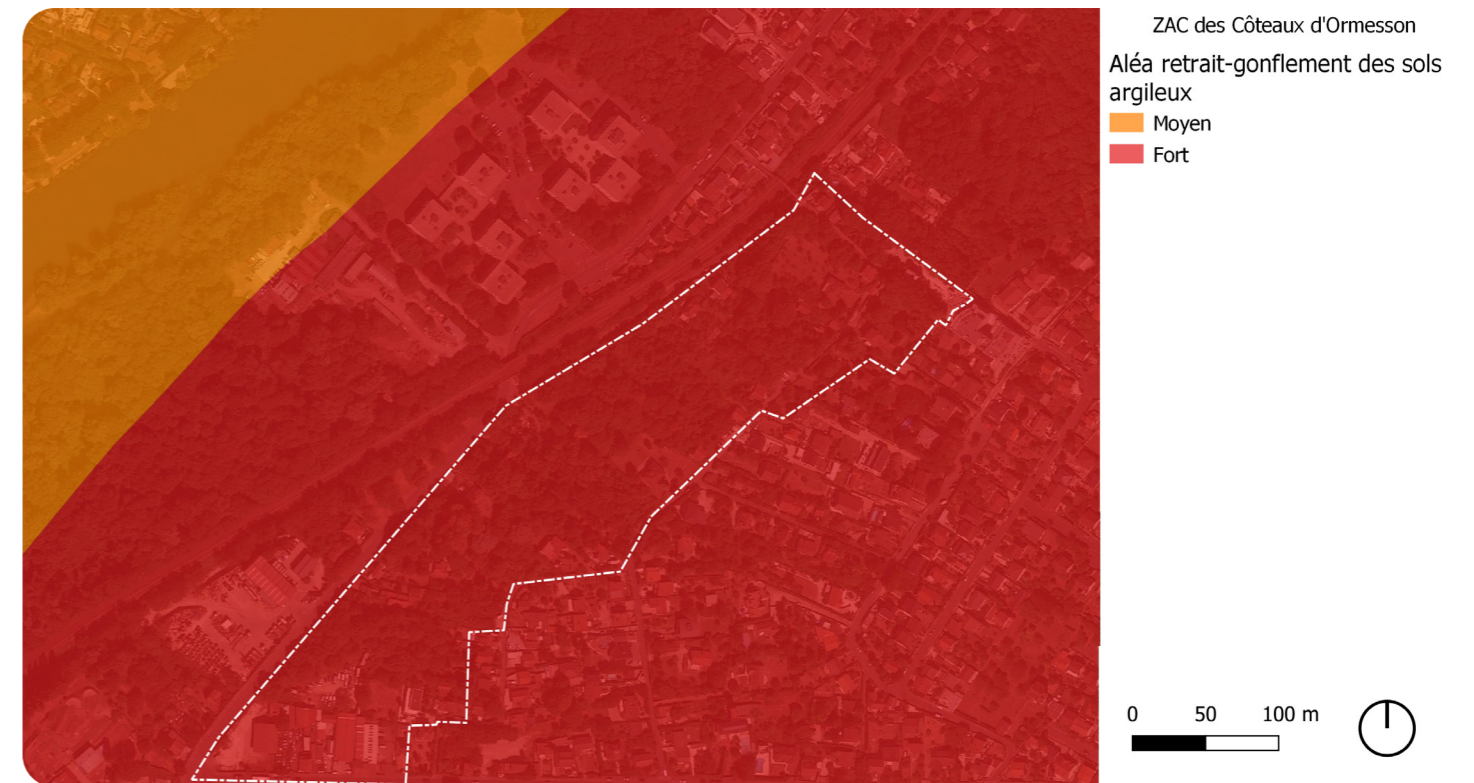 ZAC des Côteaux d'Ormesson
Aléa retrait-gonflement des sols
argileux
Moyen
Fort
0 50 100 m